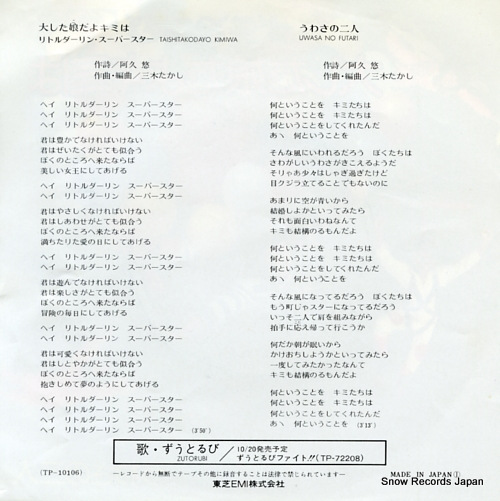 大した娘だよキミは
リトルダーリン・スーパースター TAISHITAKODAYO KIMIWA
作詩／阿久 悠
作曲・編曲／三木たかし
ヘイ リトルダーリン スーパースター
ヘイ リトルダーリン スーパースター
君は豊かでなければいけない
君はぜいたくがとても似合う
ぼくのところへ来たならば
美しい女王にしてあげる
ヘイ リトルダーリン スーパースター
ヘイ リトルダーリン スーパースター
君はやさしくなければいけない
君はしあわせがとても似合う
ぼくのところへ来たならば
満ちたりた愛の日にしてあげる
ヘイ リトルダーリン スーパースター
ヘイ リトルダーリン スーパースター
君は遊んでなければいけない
君は楽しさがとても似合う
ぼくのところへ来たならば
冒険の毎日にしてあげる
ヘイ リトルダーリン スーパースター
ヘイ リトルダーリン スーパースター
君は可愛くなければいけない
君はしとやかがとても似合う
ぼくのところへ来たならば
抱きしめて夢のようにしてあげる
ヘイ リトルダーリン スーパースター
ヘイ リトルダーリン スーパースター
ヘイ リトルダーリン スーパースター
ヘイ リトルダーリン スーパースター (3'50")
うわさの二人
UWASA NO FUTARI
作詩／阿久 悠
作曲・編曲／三木たかし
何ということを キミたちは
何ということを キミたちは
何ということをしてくれたんだ
あゝ 何ということを
そんな風にいわれるだろう ぼくたちは
さわがしいうわさがきこえるようだ
そりゃあ少々はしゃぎ過ぎたけど
目クジラ立てることでもないのに
あまりに空が青いから
結婚しよかといってみたら
それも面白いわねなんて
キミも結構のるもんだよ
何ということを キミたちは
何ということを キミたちは
何ということをしてくれたんだ
あゝ 何ということを
そんな風になってるだろう ぼくたちは
もう町じゃスターになってるだろう
いっそ二人で肩を組みながら
拍手に応え帰って行こうか
何だか朝が眠いから
かけおちしようかといってみたら
一度してみたかったなんて
キミも結構のるもんだよ
何ということを キミたちは
何ということを キミたちは
何ということをしてくれたんだ
あゝ 何ということを (3'13")
歌・ずうとるび
ZUTORUBI
10/20発売予定
ずうとるびファイト!!(TP-72208)
(TP-10106)
MADE IN JAPAN Ⓣ
―レコードから無断でテープその他に録音することは法律で禁じられています―
東芝EMI株式会社
Snow Records Japan